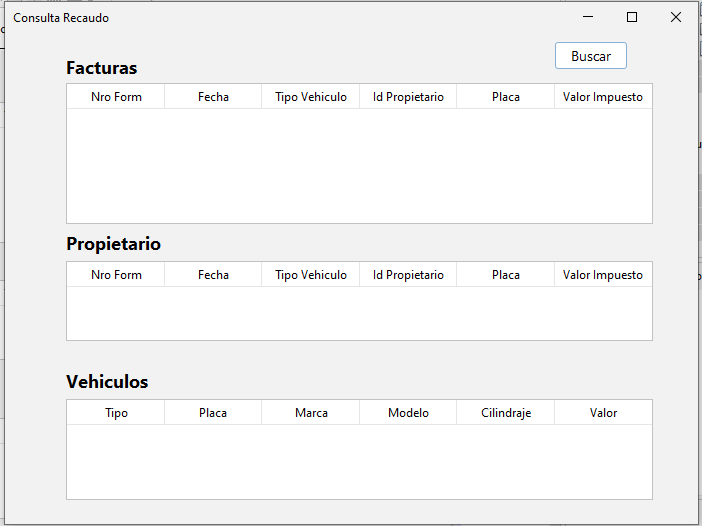 Consulta Recaudo
Buscar
Facturas
Nro Form Fecha Tipo Vehiculo Id Propietario Placa Valor Impuesto
Propietario
Nro Form Fecha Tipo Vehiculo Id Propietario Placa Valor Impuesto
Vehiculos
Tipo Placa Marca Modelo Cilindraje Valor